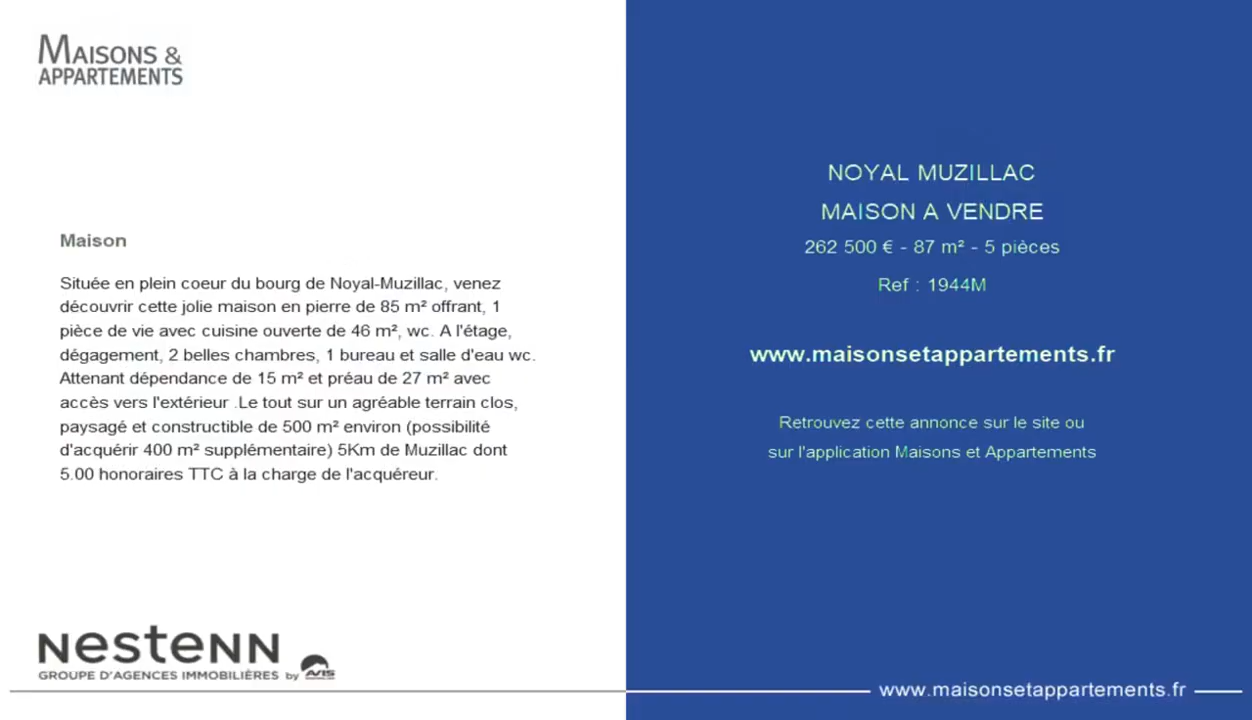 MAISONS &
APPARTEMENTS
Maison
Située en plein coeur du bourg de Noyal-Muzillac, venez
découvrir cette jolie maison en pierre de 85 m² offrant, 1
pièce de vie avec cuisine ouverte de 46 m², wc. A l'étage,
dégagement, 2 belles chambres, 1 bureau et salle d'eau wc.
Attenant dépendance de 15 m² et préau de 27 m² avec
accès vers l'extérieur .Le tout sur un agréable terrain clos,
paysagé et constructible de 500 m² environ (possibilité
d'acquérir 400 m² supplémentaire) 5Km de Muzillac dont
5.00 honoraires TTC à la charge de l'acquéreur.
Nestenn
GROUPE D'AGENCES IMMOBILIÈRES by AVIS
NOYAL MUZILLAC
MAISON A VENDRE
262 500 € - 87 m² - 5 pièces
Ref : 1944M
www.maisonsetappartements.fr
Retrouvez cette annonce sur le site ou
sur l'application Maisons et Appartements
www.maisonsetappartements.fr